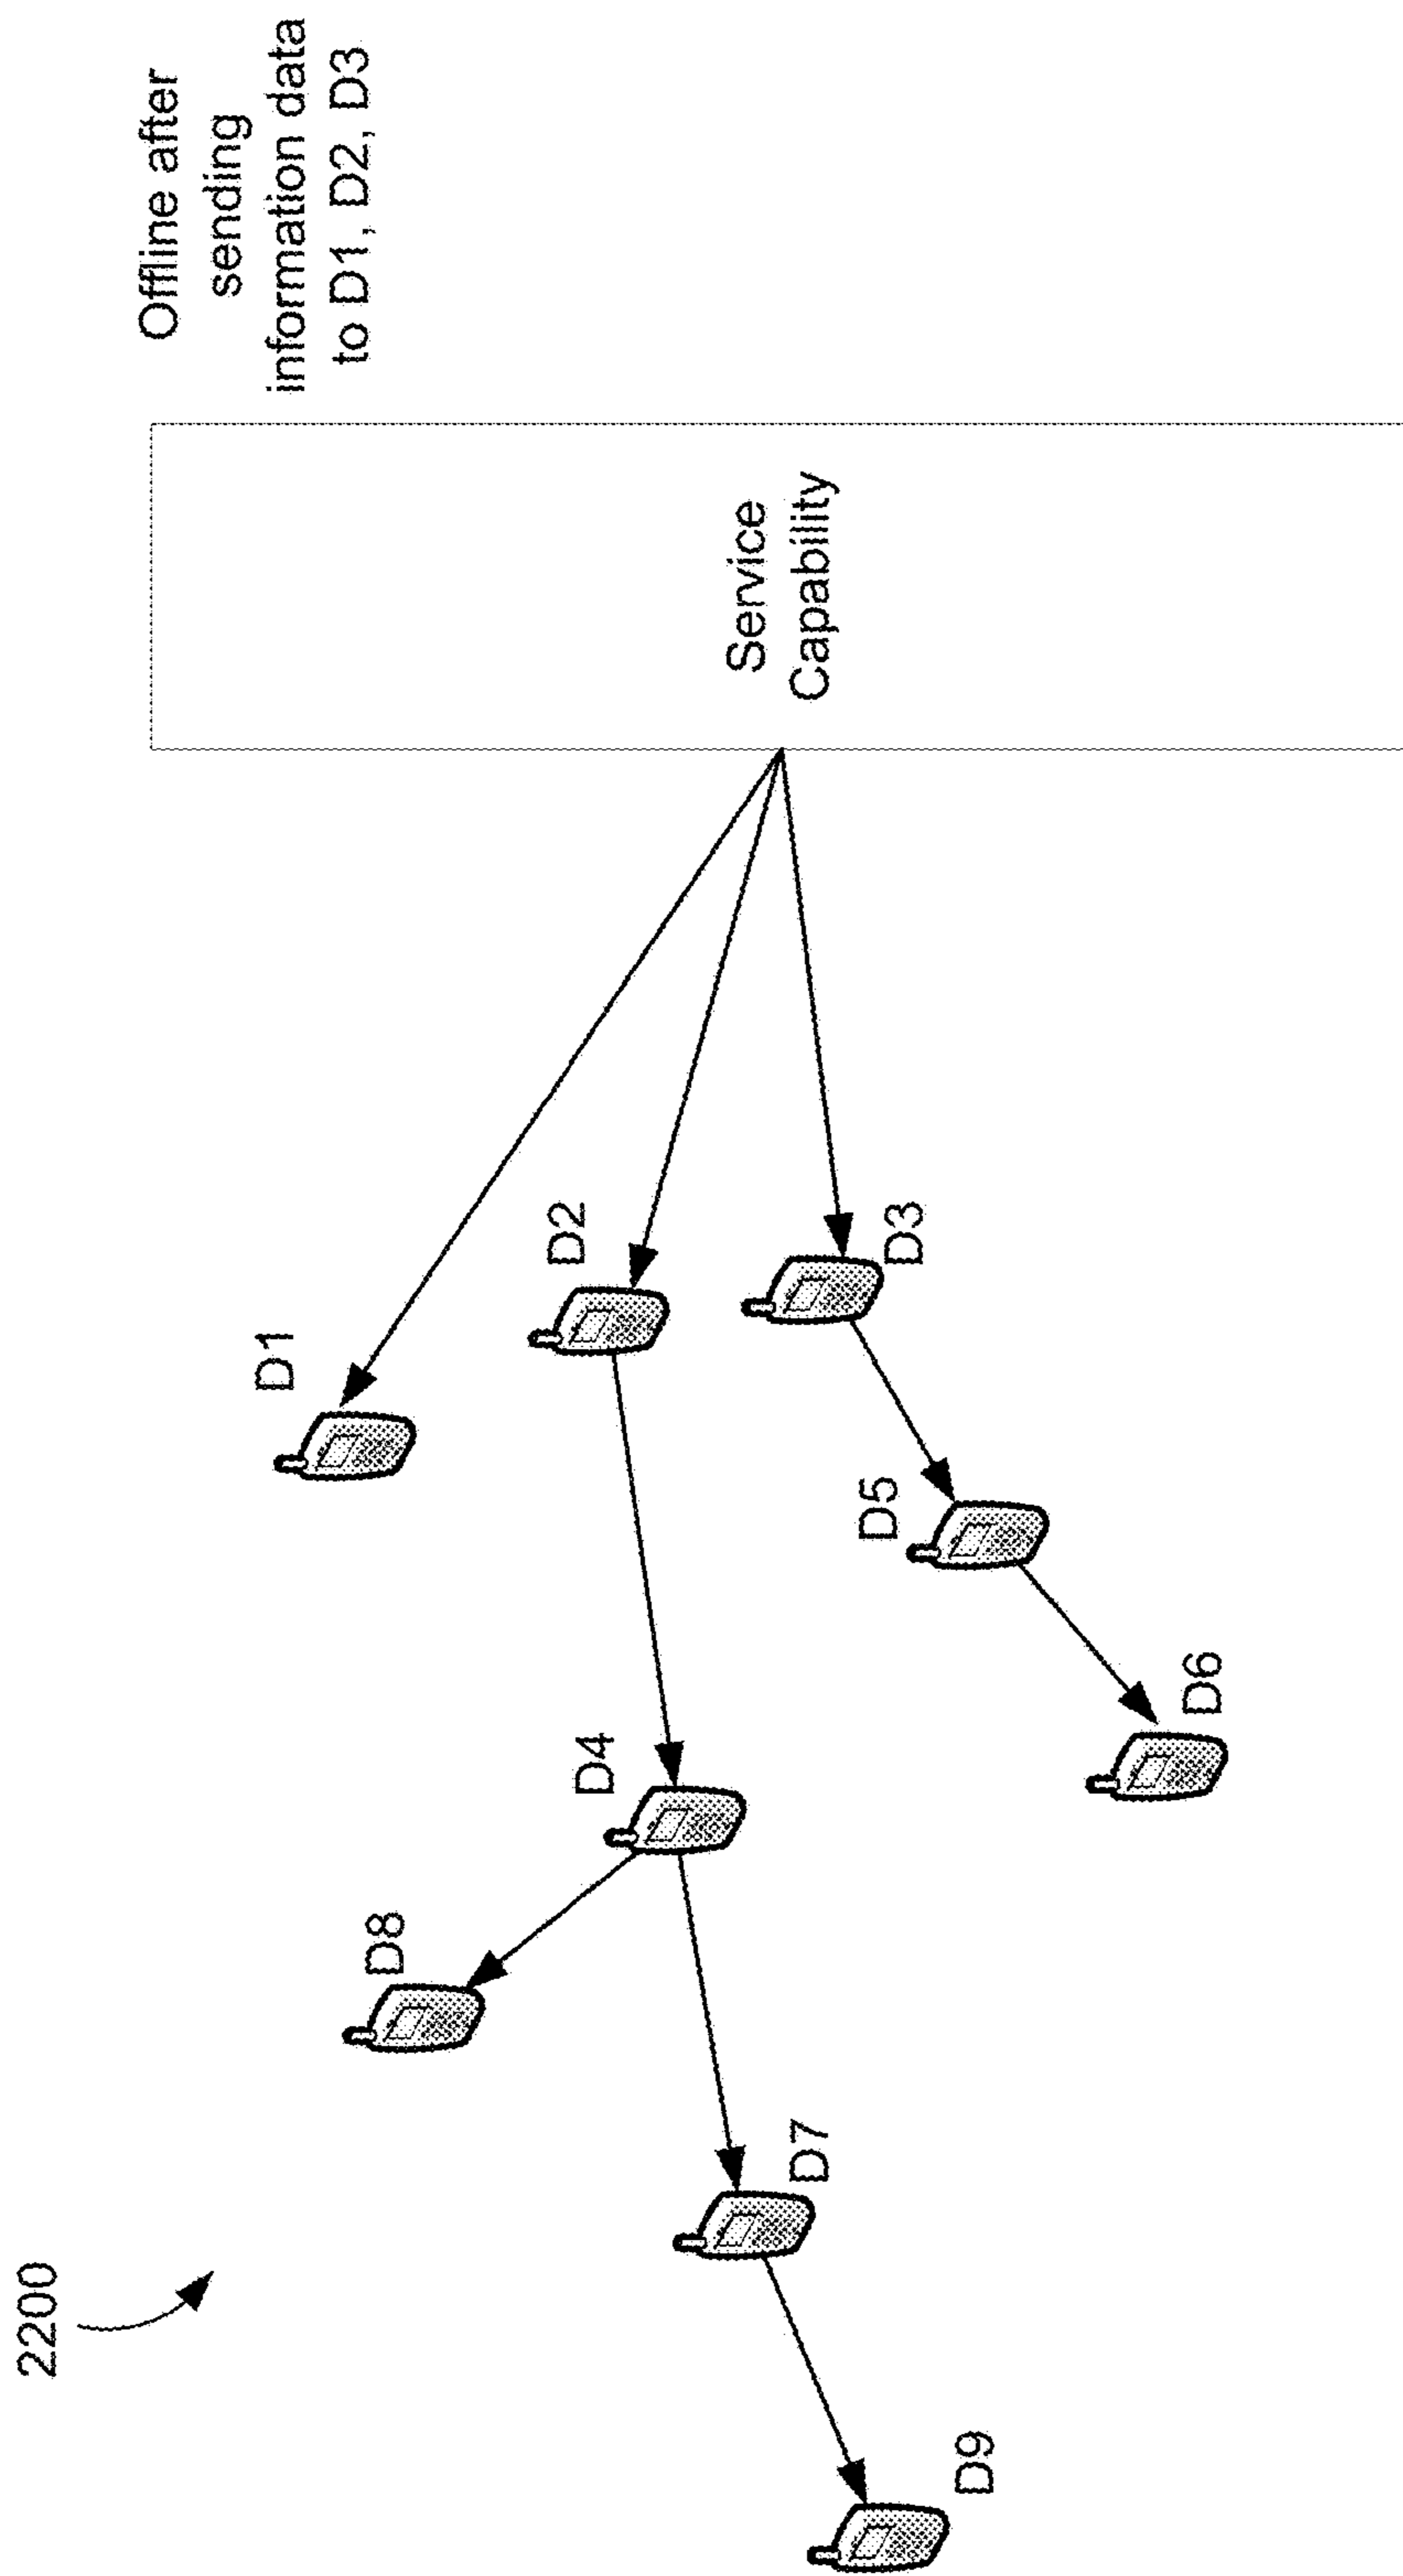 2200
Offline after
sending
information data
to D1, D2, D3
Service
Capability
D1
D2
D3
D4
D5
D6
D8
D7
D9